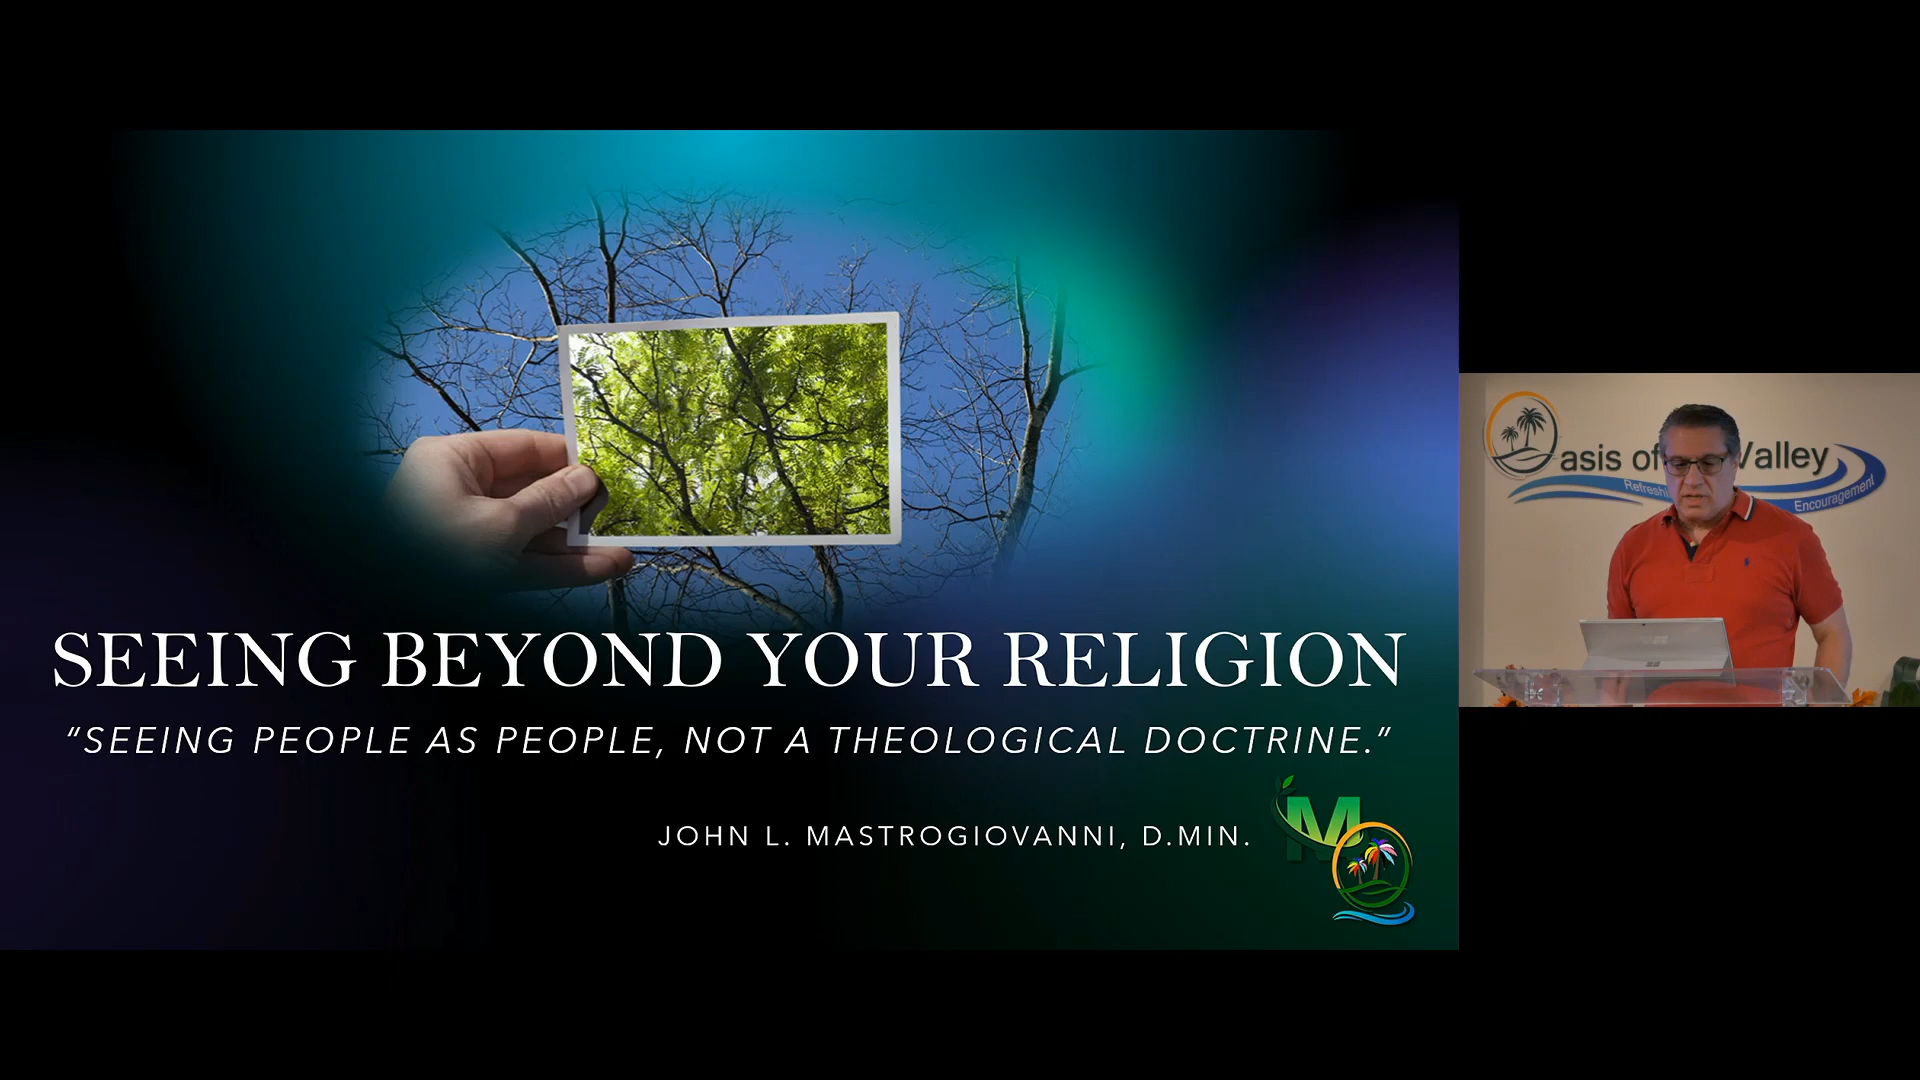 SEEING BEYOND YOUR RELIGION
“SEEING PEOPLE AS PEOPLE, NOT A THEOLOGICAL DOCTRINE.”
JOHN L. MASTROGIOVANNI, D.MIN.
M
asis of Valley
Encouragement